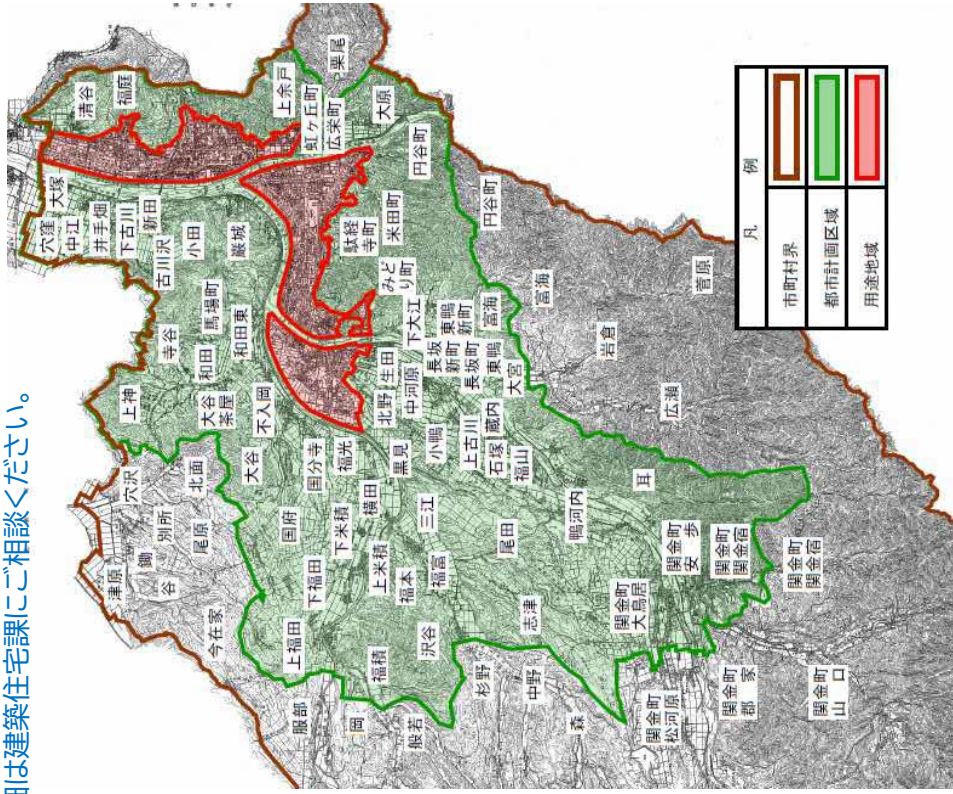 は建築住宅課にご相談ください。
清谷
福庭
上余戸
栗尾
虹ヶ丘町
広栄町
大原
円谷町
円谷町
大塚
穴窪
中江
井手畑
下古川
新田
古川沢
小田
巌城
駄経
寺町
米田町
みど
り町
寺谷
馬場町
和田
和田東
上神
大谷
茶屋
不入岡
大谷
北面
穴沢
別所
尾原
鋤
谷
津原
今在家
国分寺
福光
北野
生田
中河原
下大江
長坂
新町
東鴨
新町
長坂町
東鴨
富海
大宮
富海
岩倉
菅原
広瀬
黒見
小鴨
上古川
石塚
蔵内
福山
国府
下米積
横田
下福田
上米積
三江
福本
福富
尾田
鴨河内
耳
上福田
福積
沢谷
志津
関金町
大鳥居
関金町
安歩
関金町
関金宿
関金町
関金宿
服部
岡
般若
杉野
中野
森
関金町
松河原
関金町
郡家
関金町
山口
凡例
市町村界
都市計画区域
用途地域